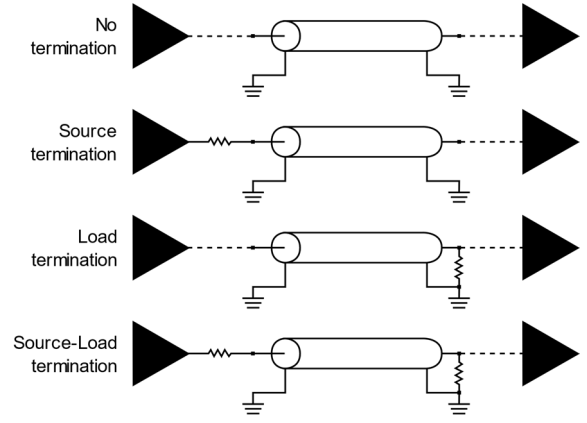 No
termination
Source
termination
Load
termination
Source-Load
termination